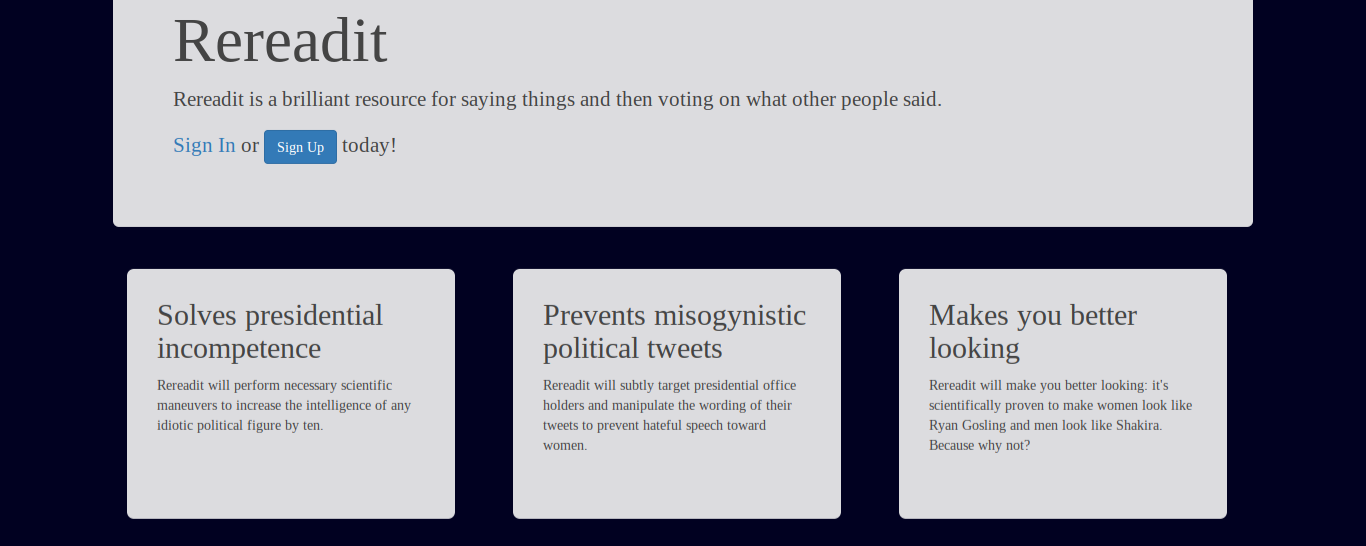 Rereadit
Rereadit is a brilliant resource for saying things and then voting on what other people said.
Sign In or Sign Up today!
Solves presidential
incompetence
Rereadit will perform necessary scientific
maneuvers to increase the intelligence of any
idiotic political figure by ten.
Prevents misogynistic
political tweets
Rereadit will subtly target presidential office
holders and manipulate the wording of their
tweets to prevent hateful speech toward
women.
Makes you better
looking
Rereadit will make you better looking: it's
scientifically proven to make women look like
Ryan Gosling and men look like Shakira.
Because why not?